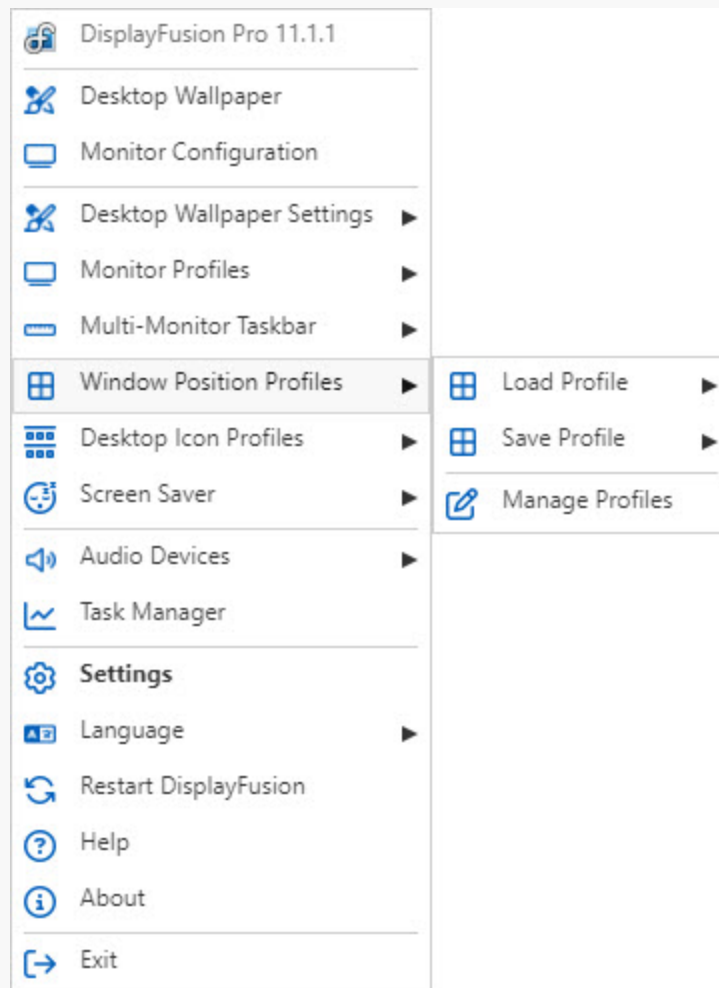 DisplayFusion Pro 11.1.1
Desktop Wallpaper
Monitor Configuration
Desktop Wallpaper Settings
Monitor Profiles
Multi-Monitor Taskbar
Window Position Profiles
Load Profile
Save Profile
Manage Profiles
Desktop Icon Profiles
Screen Saver
Audio Devices
Task Manager
Settings
Language
Restart DisplayFusion
Help
About
Exit